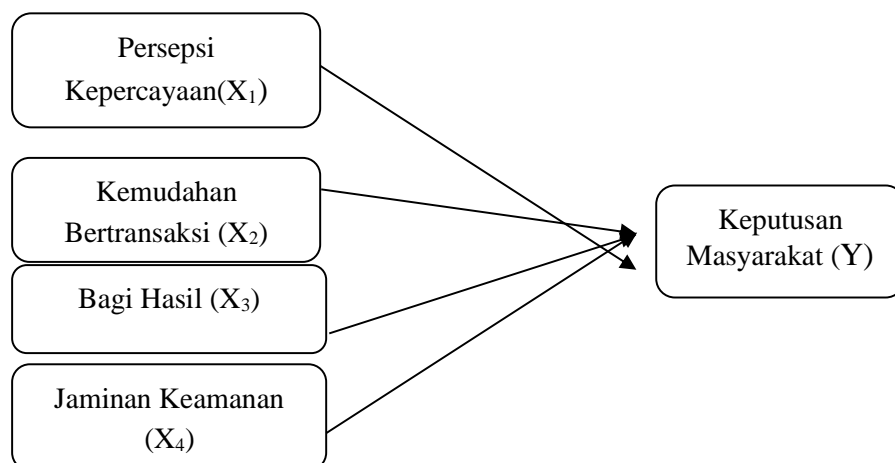 Persepsi
Kepercayaan(X₁)
Kemudahan
Bertransaksi (X₂)
Bagi Hasil (X₃)
Jaminan Keamanan
(X₄)
Keputusan
Masyarakat (Y)